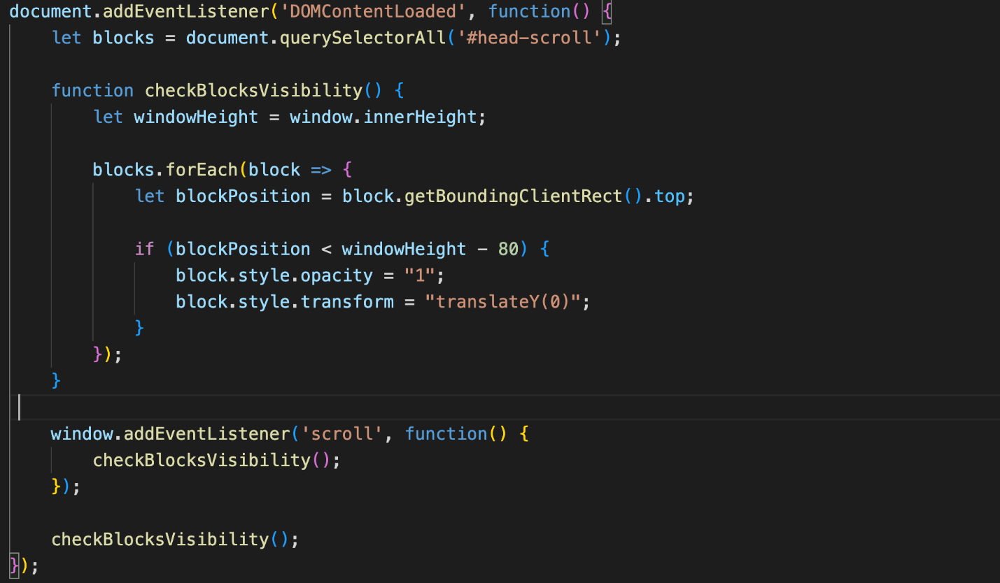 document.addEventListener('DOMContentLoaded', function() {
    let blocks = document.querySelectorAll('#head-scroll');

    function checkBlocksVisibility() {
        let windowHeight = window.innerHeight;

        blocks.forEach(block => {
            let blockPosition = block.getBoundingClientRect().top;

            if (blockPosition < windowHeight - 80) {
                block.style.opacity = "1";
                block.style.transform = "translateY(0)";
            }
        });
    }

    window.addEventListener('scroll', function() {
        checkBlocksVisibility();
    });

    checkBlocksVisibility();
});